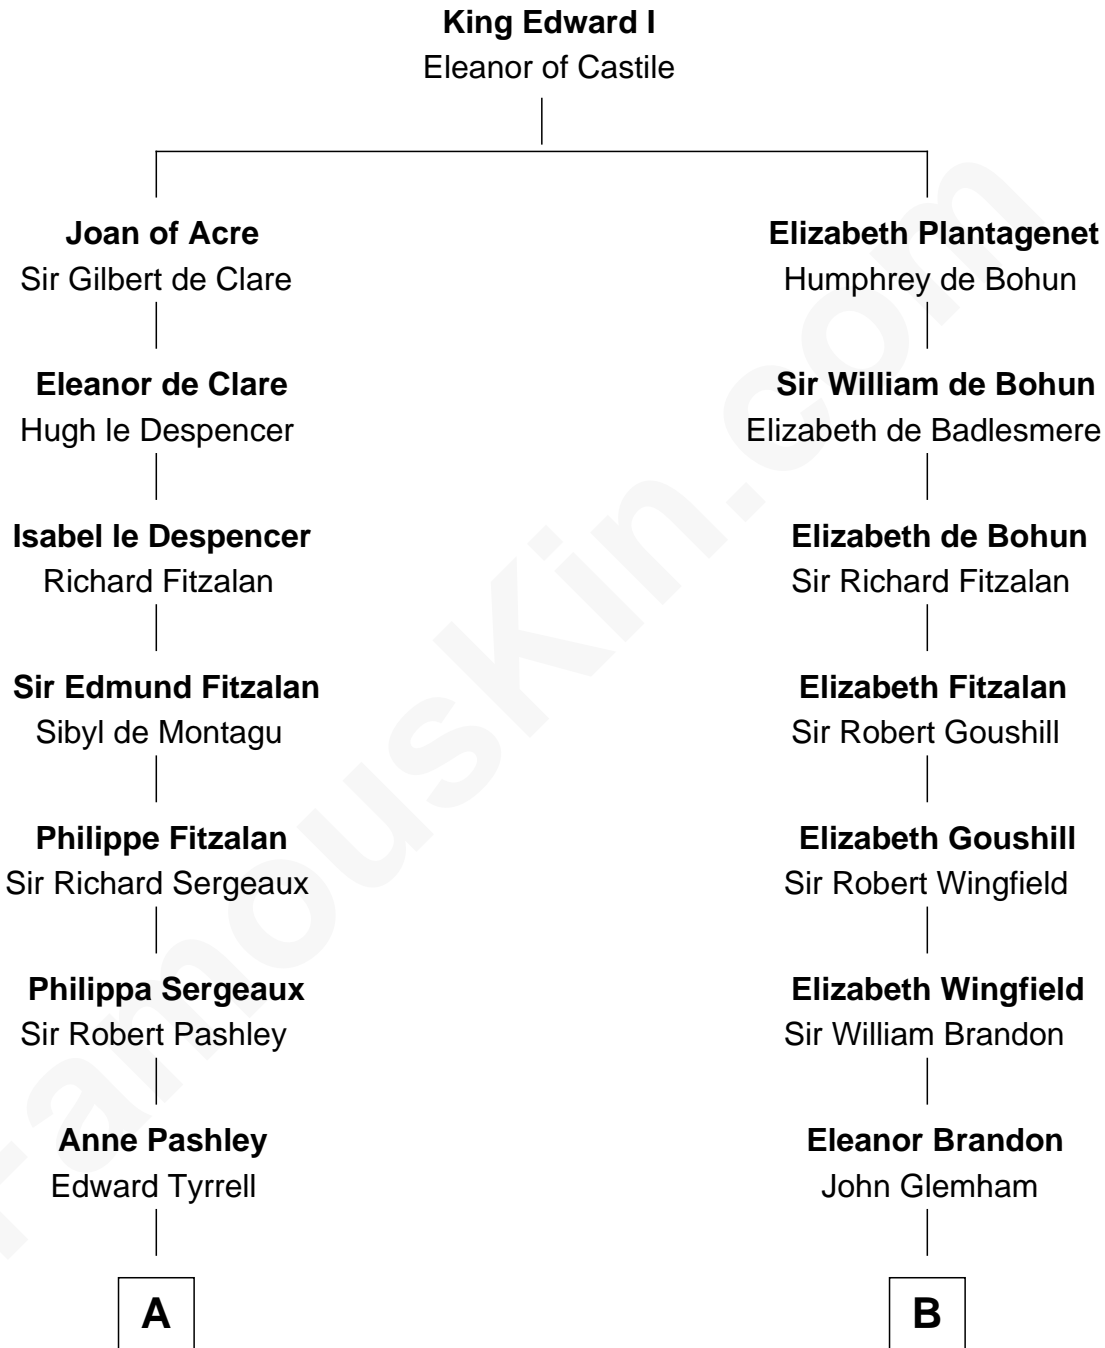 King Edward I
Eleanor of Castile
Joan of Acre
Sir Gilbert de Clare
Elizabeth Plantagenet
Humphrey de Bohun
Eleanor de Clare
Hugh le Despencer
Sir William de Bohun
Elizabeth de Badlesmere
Isabel le Despencer
Richard Fitzalan
Elizabeth de Bohun
Sir Richard Fitzalan
Sir Edmund Fitzalan
Sibyl de Montagu
Elizabeth Fitzalan
Sir Robert Goushill
Philippe Fitzalan
Sir Richard Sergeaux
Elizabeth Goushill
Sir Robert Wingfield
Philippa Sergeaux
Sir Robert Pashley
Elizabeth Wingfield
Sir William Brandon
Anne Pashley
Edward Tyrrell
Eleanor Brandon
John Glemham
A
B
FamousKin.com